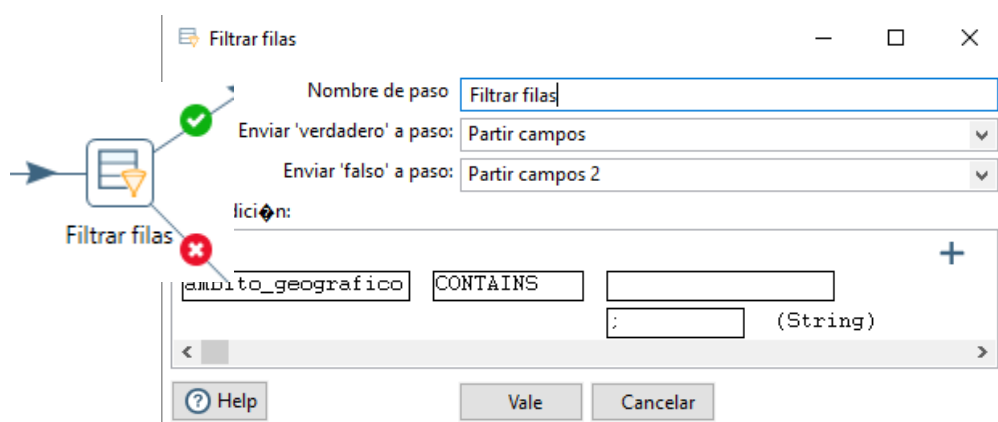 Filtrar filas
Nombre de paso Filtrar filas
Enviar 'verdadero' a paso: Partir campos
Enviar 'falso' a paso: Partir campos 2
dici�n:
Filtrar filas
ambito_geografico CONTAINS
; (String)
Help Vale Cancelar